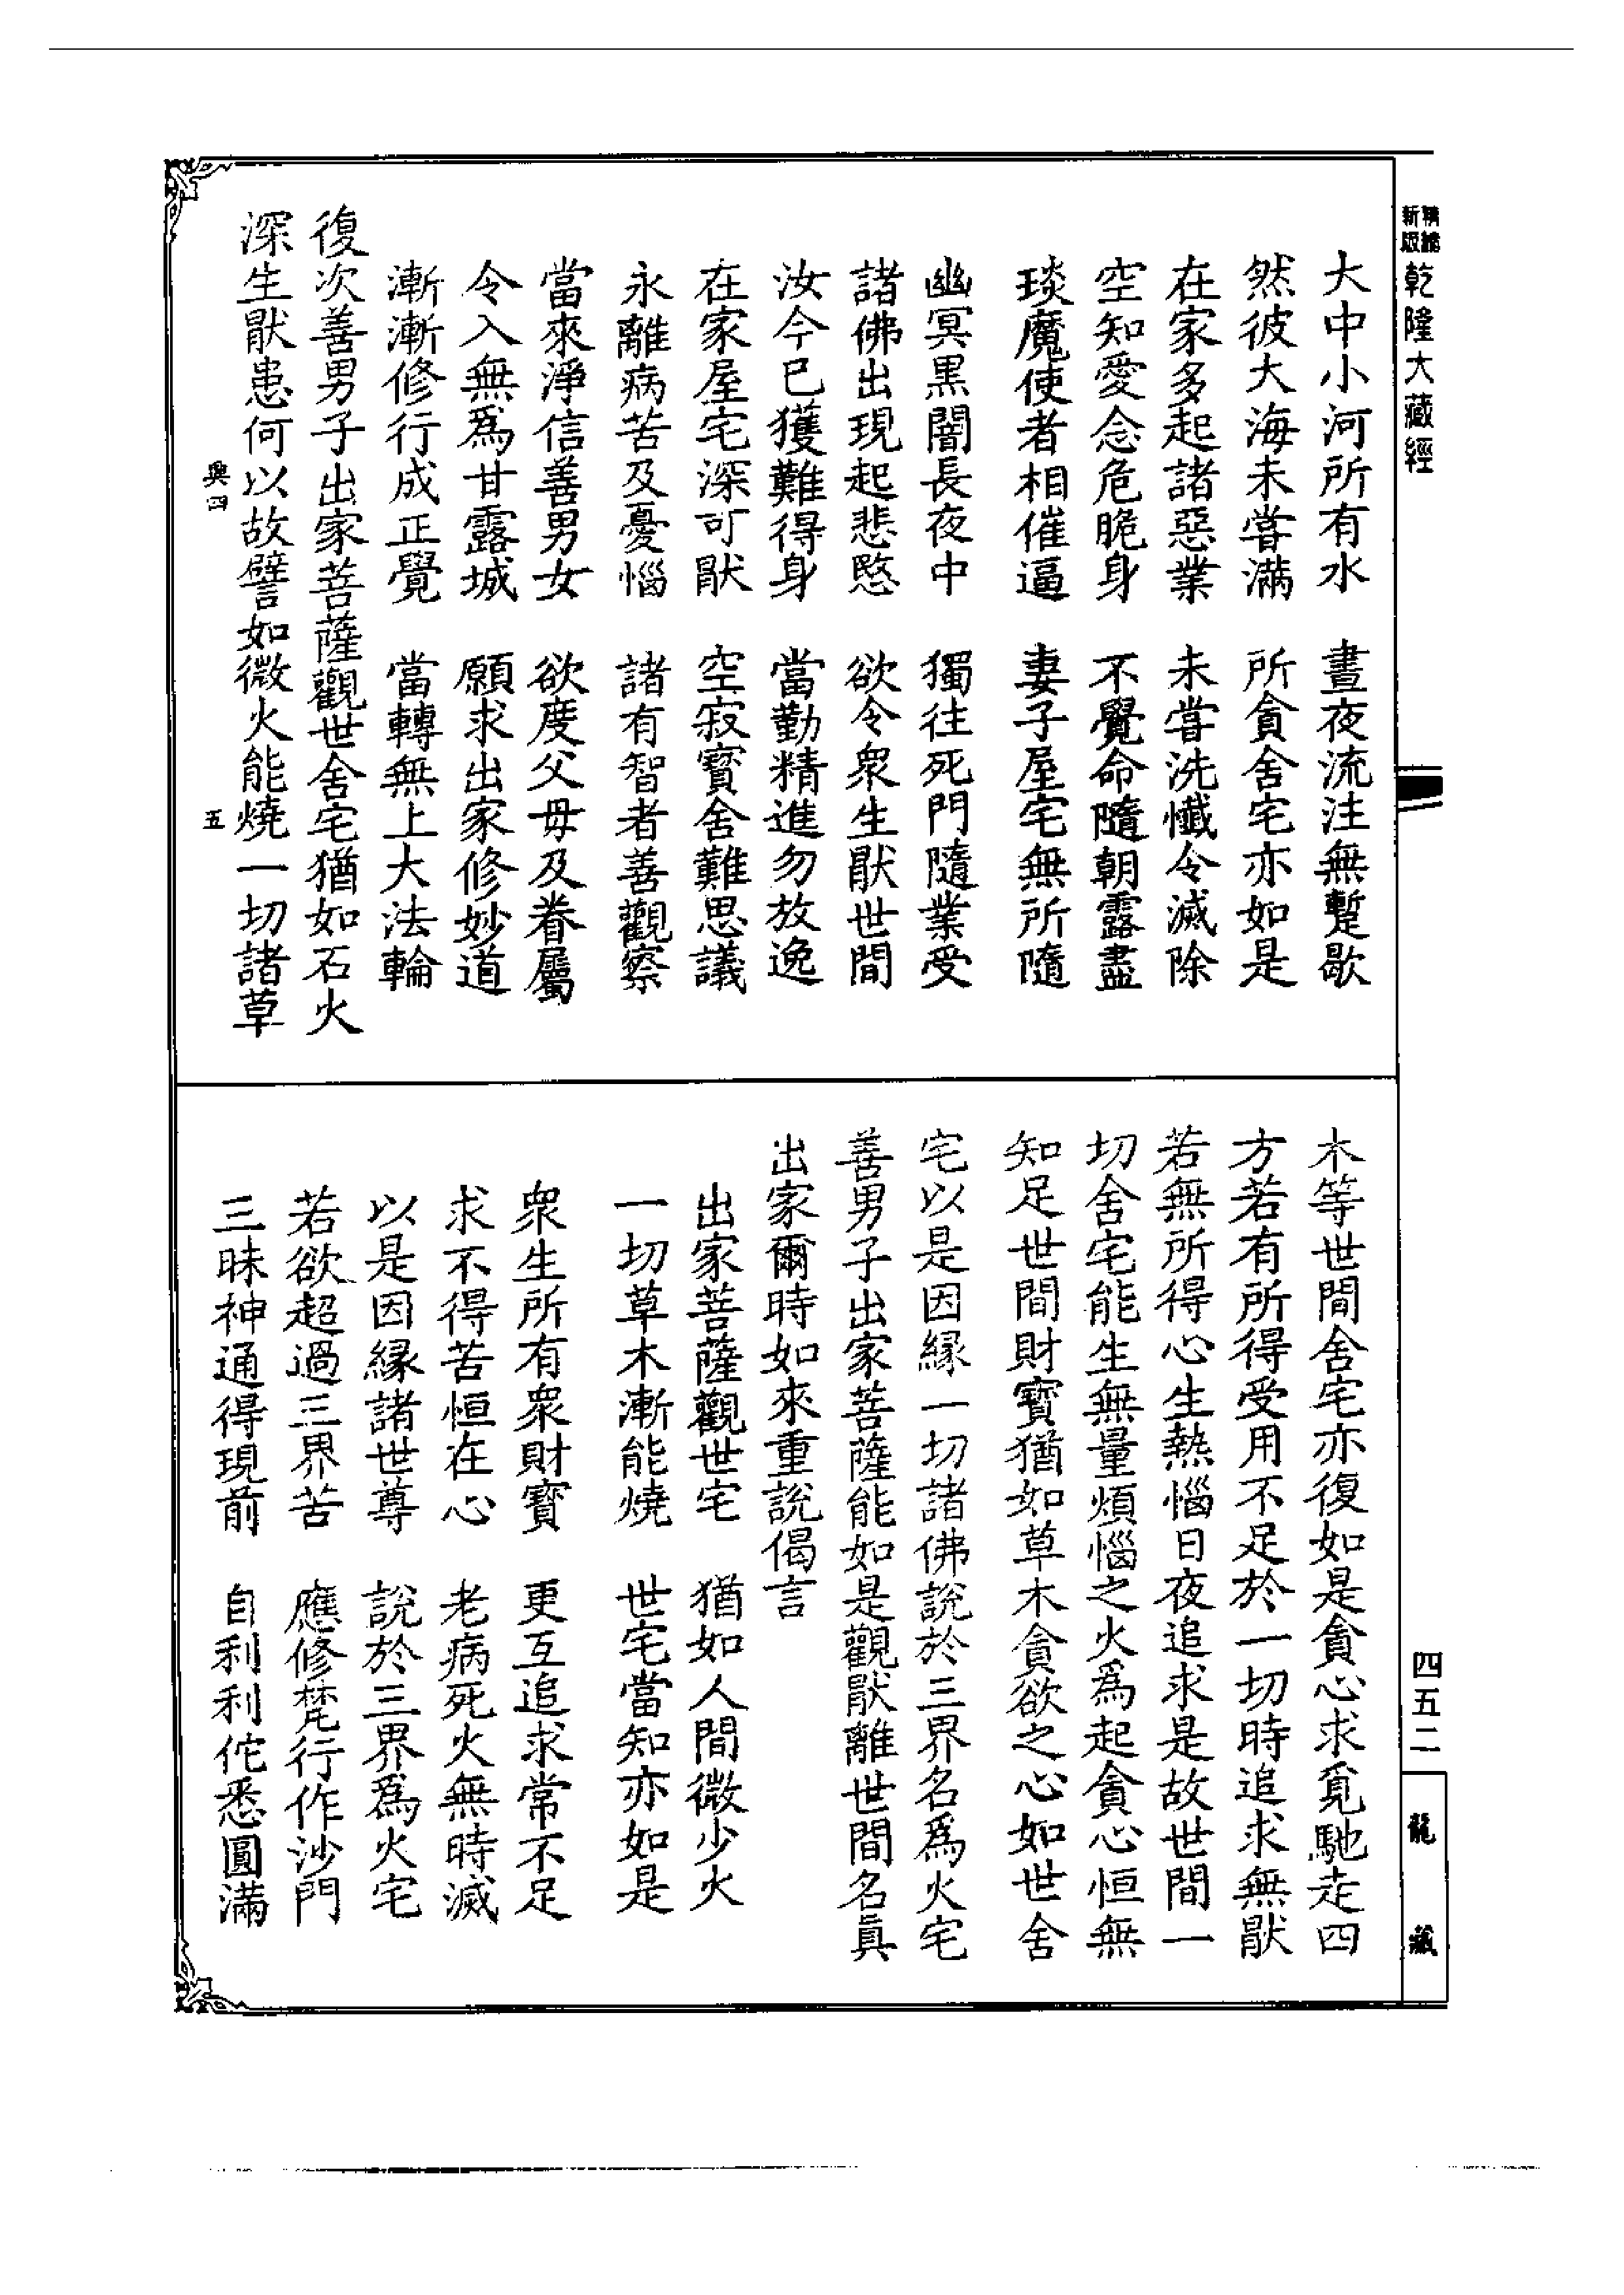 新版精縮
乾隆大藏經
大中小河所有水　晝夜流注無蹔歇
然彼大海未甞滿　所貪舍宅亦如是
在家多起諸惡業　未甞洗懺令滅除
空知愛念危脆身　不覺命隨朝露盡
琰魔使者相催逼　妻子屋宅無所隨
幽冥黑闇長夜中　獨往死門隨業受
諸佛出現起悲愍　欲令衆生猒世間
汝今已獲難得身　當勤精進勿放逸
在家屋宅深可猒　空寂寶舍難思議
永離病苦及憂惱　諸有智者善觀察
當來淨信善男女　欲度父母及眷屬
令入無爲甘露城　願求出家修妙道
漸漸修行成正覺　當轉無上大法輪
復次善男子出家菩薩觀世舍宅猶如石火
深生猒患何以故譬如微火能燒一切諸草
興四　五
木等世間舍宅亦復如是貪心求覓馳走四
方若有所得受用不足於一切時追求無猒
若無所得心生熱惱日夜追求是故世間一
切舍宅能生無量煩惱之火爲起貪心恒無
知足世間財寶猶如草木貪欲之心如世舍
宅以是因緣一切諸佛說於三界名爲火宅
善男子出家菩薩能如是觀猒離世間名眞
出家爾時如來重說偈言
出家菩薩觀世宅　猶如人間微少火
一切草木漸能燒　世宅當知亦如是
衆生所有衆財寶　更互追求常不足
求不得苦恒在心　老病死火無時滅
以是因緣諸世尊　說於三界爲火宅
若欲超過三界苦　應修梵行作沙門
三昧神通得現前　自利利佗悉圓滿
四五二
龍藏